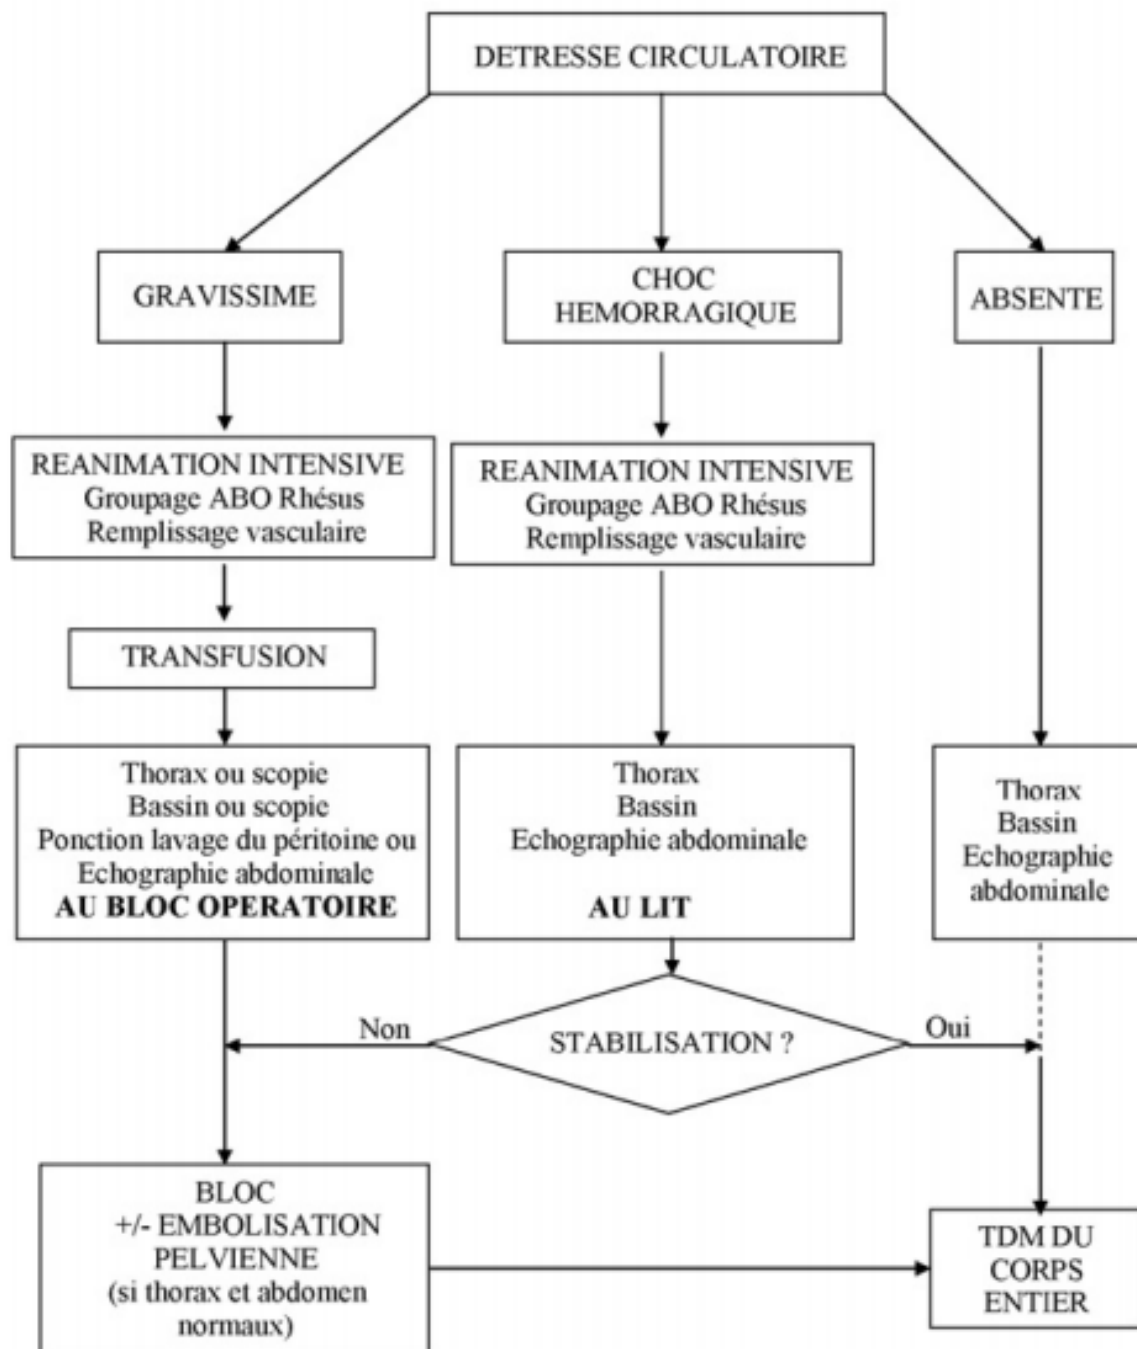 DETRESSE CIRCULATOIRE
GRAVISSIME
CHOC
HEMORRAGIQUE
ABSENTE
REANIMATION INTENSIVE
Groupage ABO Rhésus
Remplissage vasculaire
REANIMATION INTENSIVE
Groupage ABO Rhésus
Remplissage vasculaire
TRANSFUSION
Thorax ou scopie
Bassin ou scopie
Ponction lavage du péritoine ou
Echographie abdominale
AU BLOC OPERATOIRE
Thorax
Bassin
Echographie abdominale
AU LIT
Thorax
Bassin
Echographie
abdominale
Non
STABILISATION ?
Oui
BLOC
+/- EMBOLISATION
PELVIENNE
(si thorax et abdomen
normaux)
TDM DU
CORPS
ENTIER